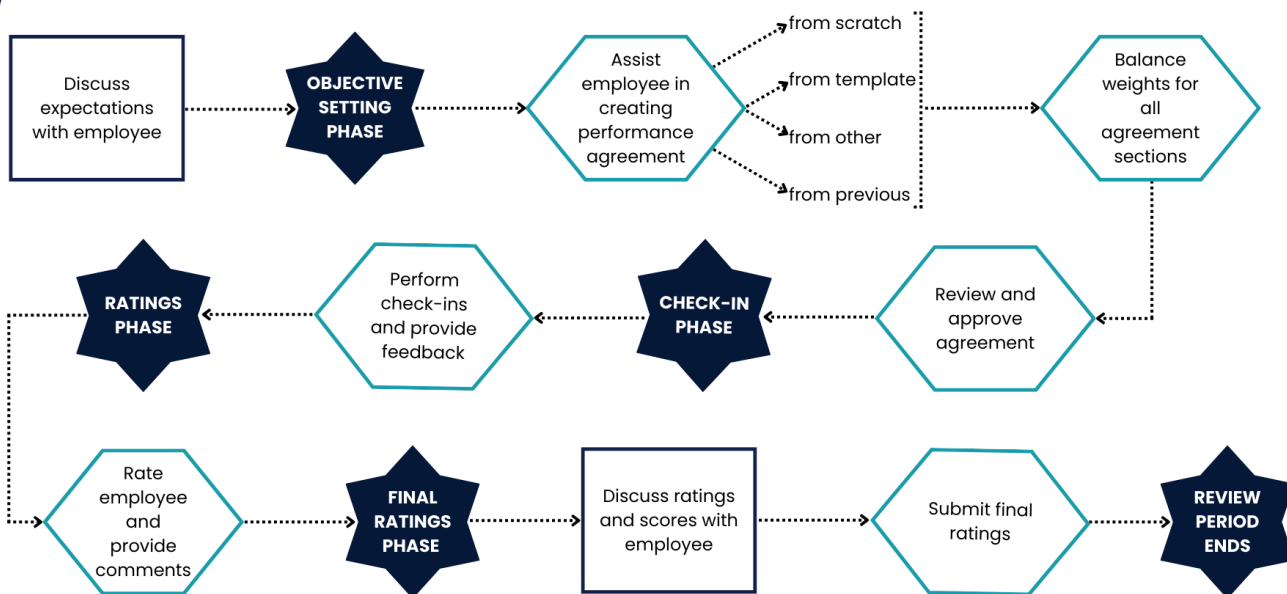 Discuss
expectations
with employee
OBJECTIVE
SETTING
PHASE
Assist
employee in
creating
performance
agreement
from scratch
from template
from other
from previous
Balance
weights for
all
agreement
sections
Review and
approve
agreement
CHECK-IN
PHASE
Perform
check-ins
and provide
feedback
RATINGS
PHASE
Rate
employee
and
provide
comments
FINAL
RATINGS
PHASE
Discuss ratings
and scores with
employee
Submit final
ratings
REVIEW
PERIOD
ENDS